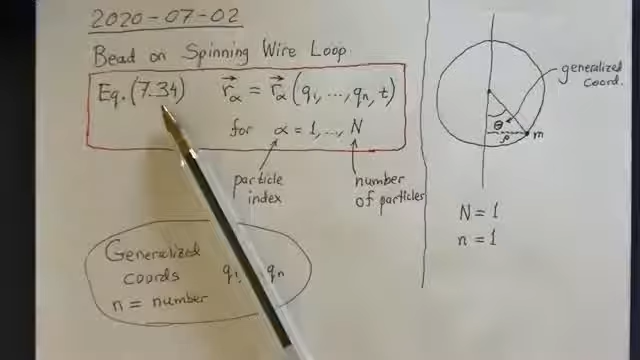 2020-07-02
Bead on Spinning Wire Loop
Eq. (7.34) r⃗α = r⃗α (q1, ..., qn, t)
for α = 1, .., N
particle index
number of particles
Generalized coords q1, qn
n = number
generalized coord.
θ
ρ
m
N = 1
n = 1